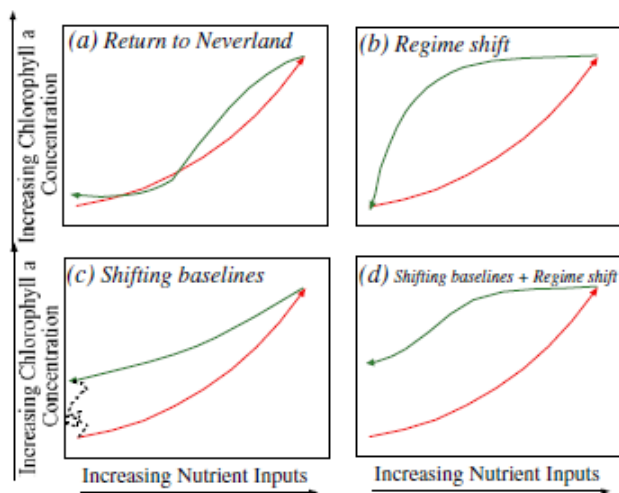 (a) Return to Neverland
(b) Regime shift
Increasing Chlorophyll a
Concentration
(c) Shifting baselines
(d) Shifting baselines + Regime shift
Increasing Chlorophyll a
Concentration
Increasing Nutrient Inputs
Increasing Nutrient Inputs